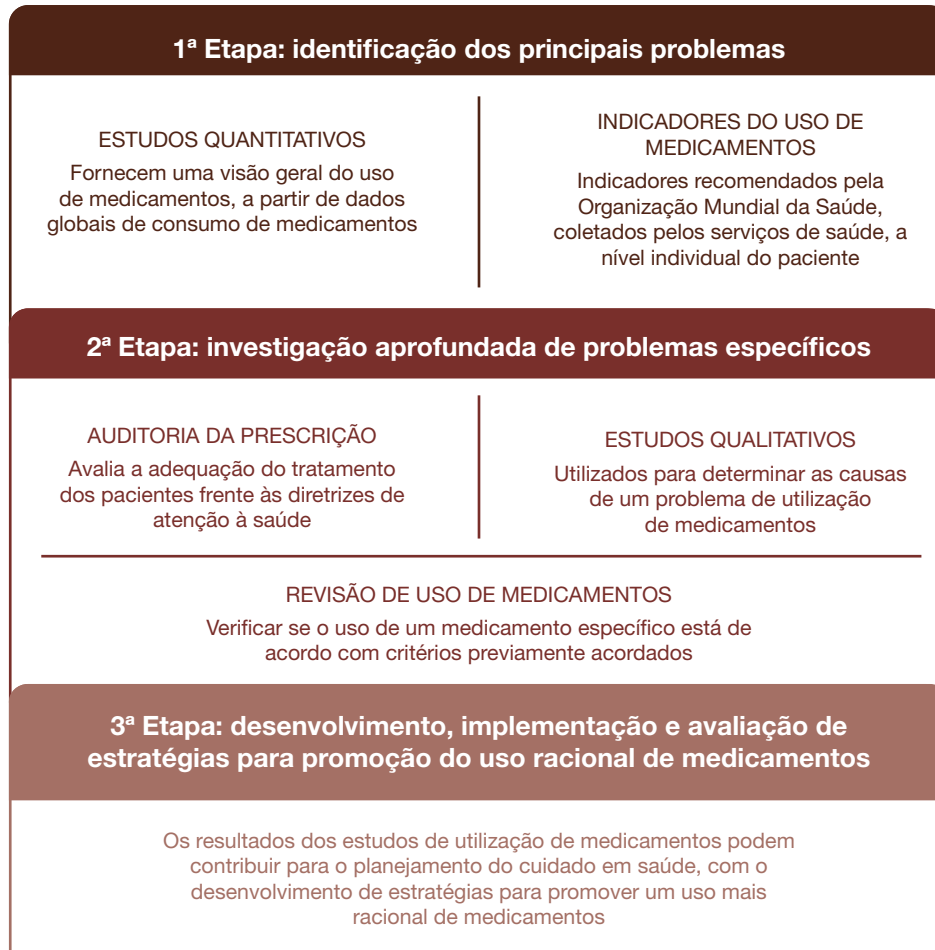 1ª Etapa: identificação dos principais problemas
ESTUDOS QUANTITATIVOS
Fornecem uma visão geral do uso
de medicamentos, a partir de dados
globais de consumo de medicamentos
INDICADORES DO USO DE
MEDICAMENTOS
Indicadores recomendados pela
Organização Mundial da Saúde,
coletados pelos serviços de saúde, a
nível individual do paciente
2ª Etapa: investigação aprofundada de problemas específicos
AUDITORIA DA PRESCRIÇÃO
Avalia a adequação do tratamento
dos pacientes frente às diretrizes de
atenção à saúde
ESTUDOS QUALITATIVOS
Utilizados para determinar as causas
de um problema de utilização
de medicamentos
REVISÃO DE USO DE MEDICAMENTOS
Verificar se o uso de um medicamento específico está de
acordo com critérios previamente acordados
3ª Etapa: desenvolvimento, implementação e avaliação de
estratégias para promoção do uso racional de medicamentos
Os resultados dos estudos de utilização de medicamentos podem
contribuir para o planejamento do cuidado em saúde, com o
desenvolvimento de estratégias para promover um uso mais
racional de medicamentos